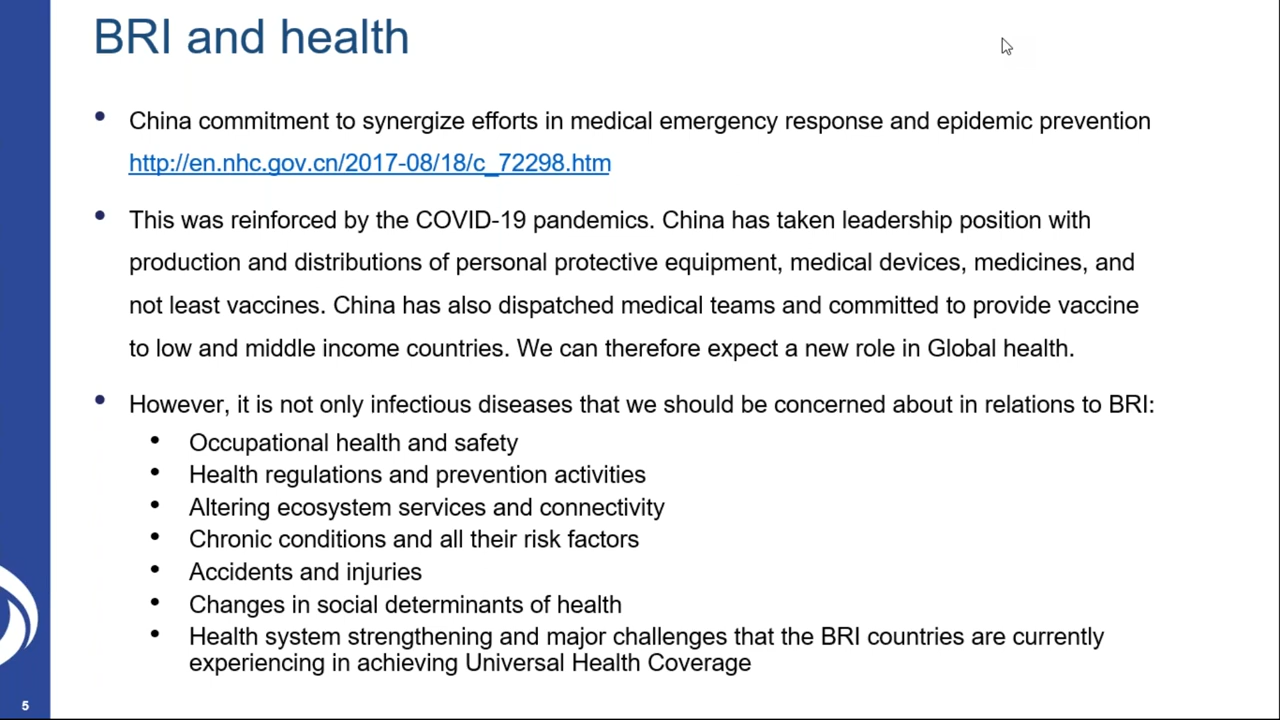 BRI and health
• China commitment to synergize efforts in medical emergency response and epidemic prevention
http://en.nhc.gov.cn/2017-08/18/c_72298.htm
• This was reinforced by the COVID-19 pandemics. China has taken leadership position with
production and distributions of personal protective equipment, medical devices, medicines, and
not least vaccines. China has also dispatched medical teams and committed to provide vaccine
to low and middle income countries. We can therefore expect a new role in Global health.
• However, it is not only infectious diseases that we should be concerned about in relations to BRI:
• Occupational health and safety
• Health regulations and prevention activities
• Altering ecosystem services and connectivity
• Chronic conditions and all their risk factors
• Accidents and injuries
• Changes in social determinants of health
• Health system strengthening and major challenges that the BRI countries are currently
experiencing in achieving Universal Health Coverage
5